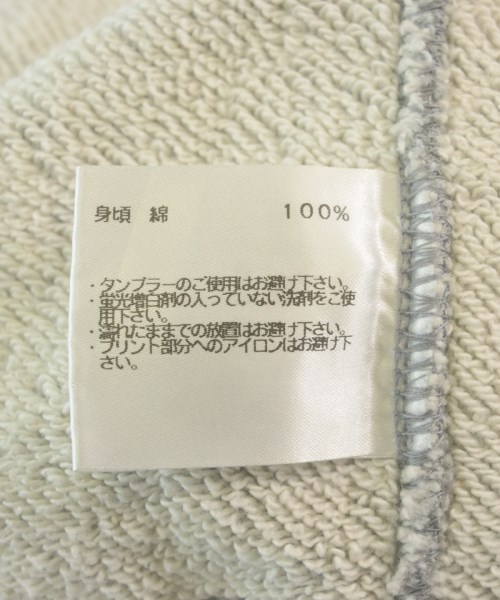 身頃 綿 100%
・タンブラーのご使用はお避け下さい。
・蛍光増白剤の入っていない洗剤をご使
用下さい。
・濡れたままでの放置はお避け下さい。
・プリント部分へのアイロンはお避け下
さい。